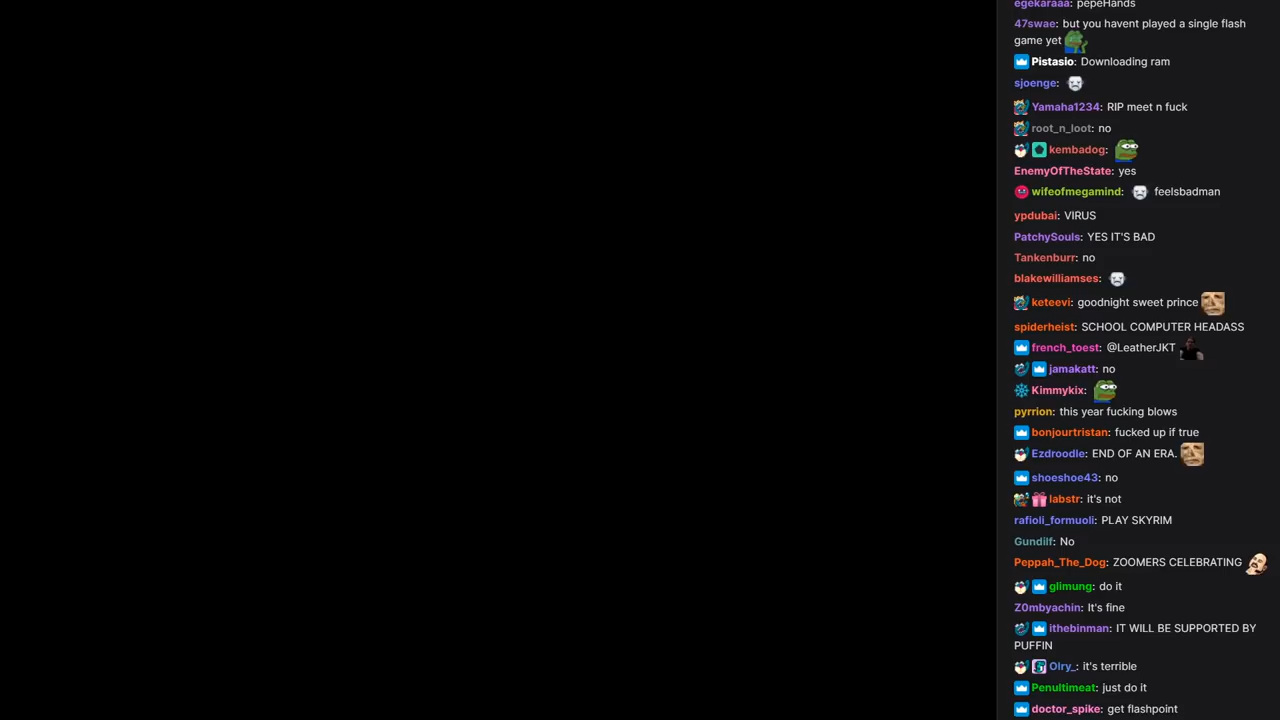 egekaraaa: pepeHands
47swae: but you havent played a single flash
game yet
Pistasio: Downloading ram
sjoenge:
Yamaha1234: RIP meet n fuck
root_n_loot: no
kembadog:
EnemyOfTheState: yes
wifeofmegamind: feelsbadman
ypdubai: VIRUS
PatchySouls: YES IT'S BAD
Tankenburr: no
blakewilliamses:
keteevi: goodnight sweet prince
spiderheist: SCHOOL COMPUTER HEADASS
french_toest: @LeatherJKT
jamakatt: no
Kimmykix:
pyrrion: this year fucking blows
bonjourtristan: fucked up if true
Ezdroodle: END OF AN ERA.
shoeshoe43: no
labstr: it's not
rafioli_formuoli: PLAY SKYRIM
Gundilf: No
Peppah_The_Dog: ZOOMERS CELEBRATING
glimung: do it
Z0mbyachin: It's fine
ithebinman: IT WILL BE SUPPORTED BY
PUFFIN
Olry_: it's terrible
Penultimeat: just do it
doctor_spike: get flashpoint